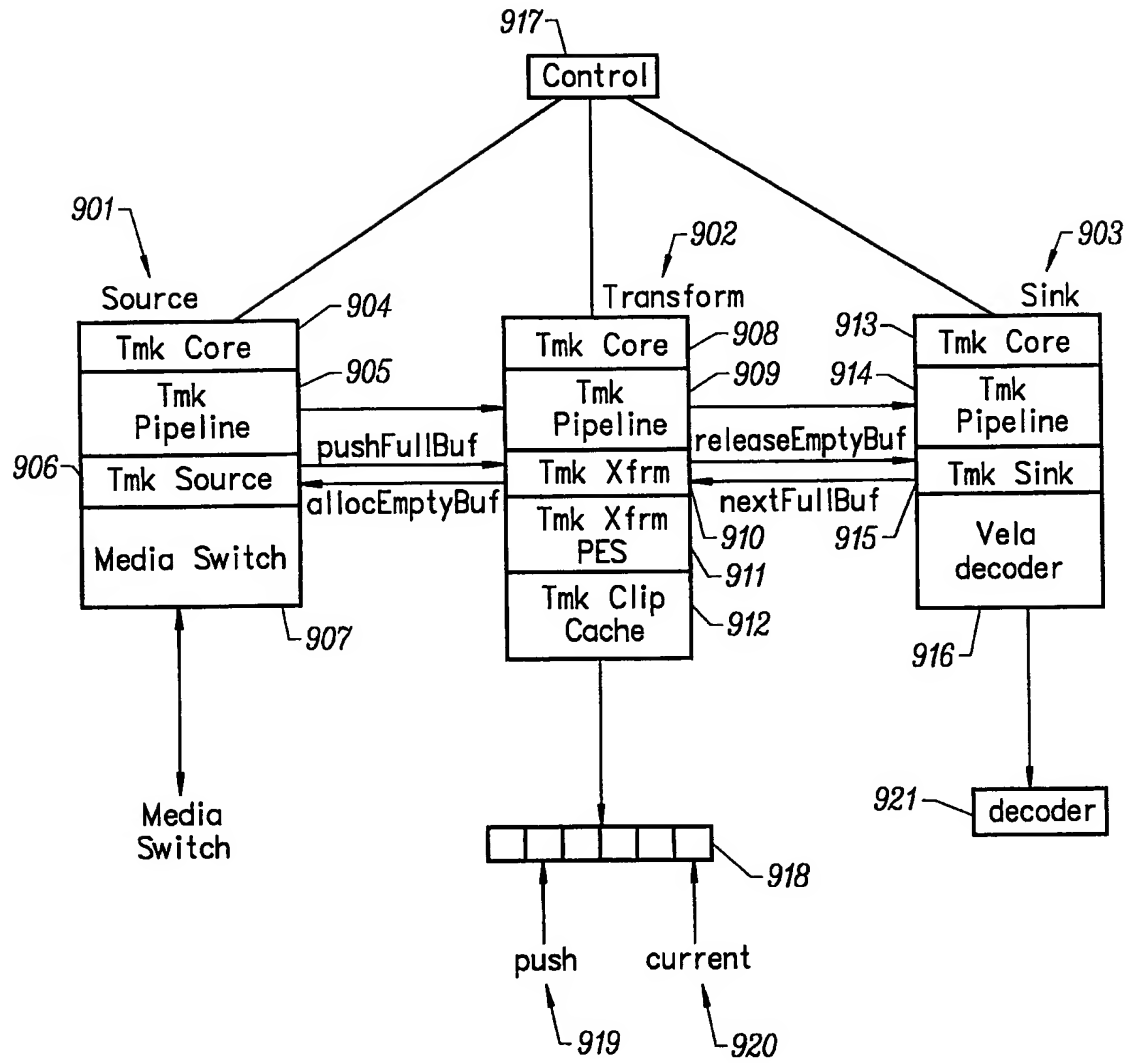 917
Control
901
902
903
Source
904
Transform
Sink
Tmk Core
905
Tmk
Pipeline
pushFullBuf
906
Tmk Source
allocEmptyBuf
Media Switch
907
Media
Switch
Tmk Core
908
909
Tmk
Pipeline
releaseEmptyBuf
Tmk Xfrm
nextFullBuf
910
Tmk Xfrm
PES
911
Tmk Clip
Cache
912
913
Tmk Core
914
Tmk
Pipeline
Tmk Sink
915
Vela
decoder
916
921
decoder
918
push
current
919
920